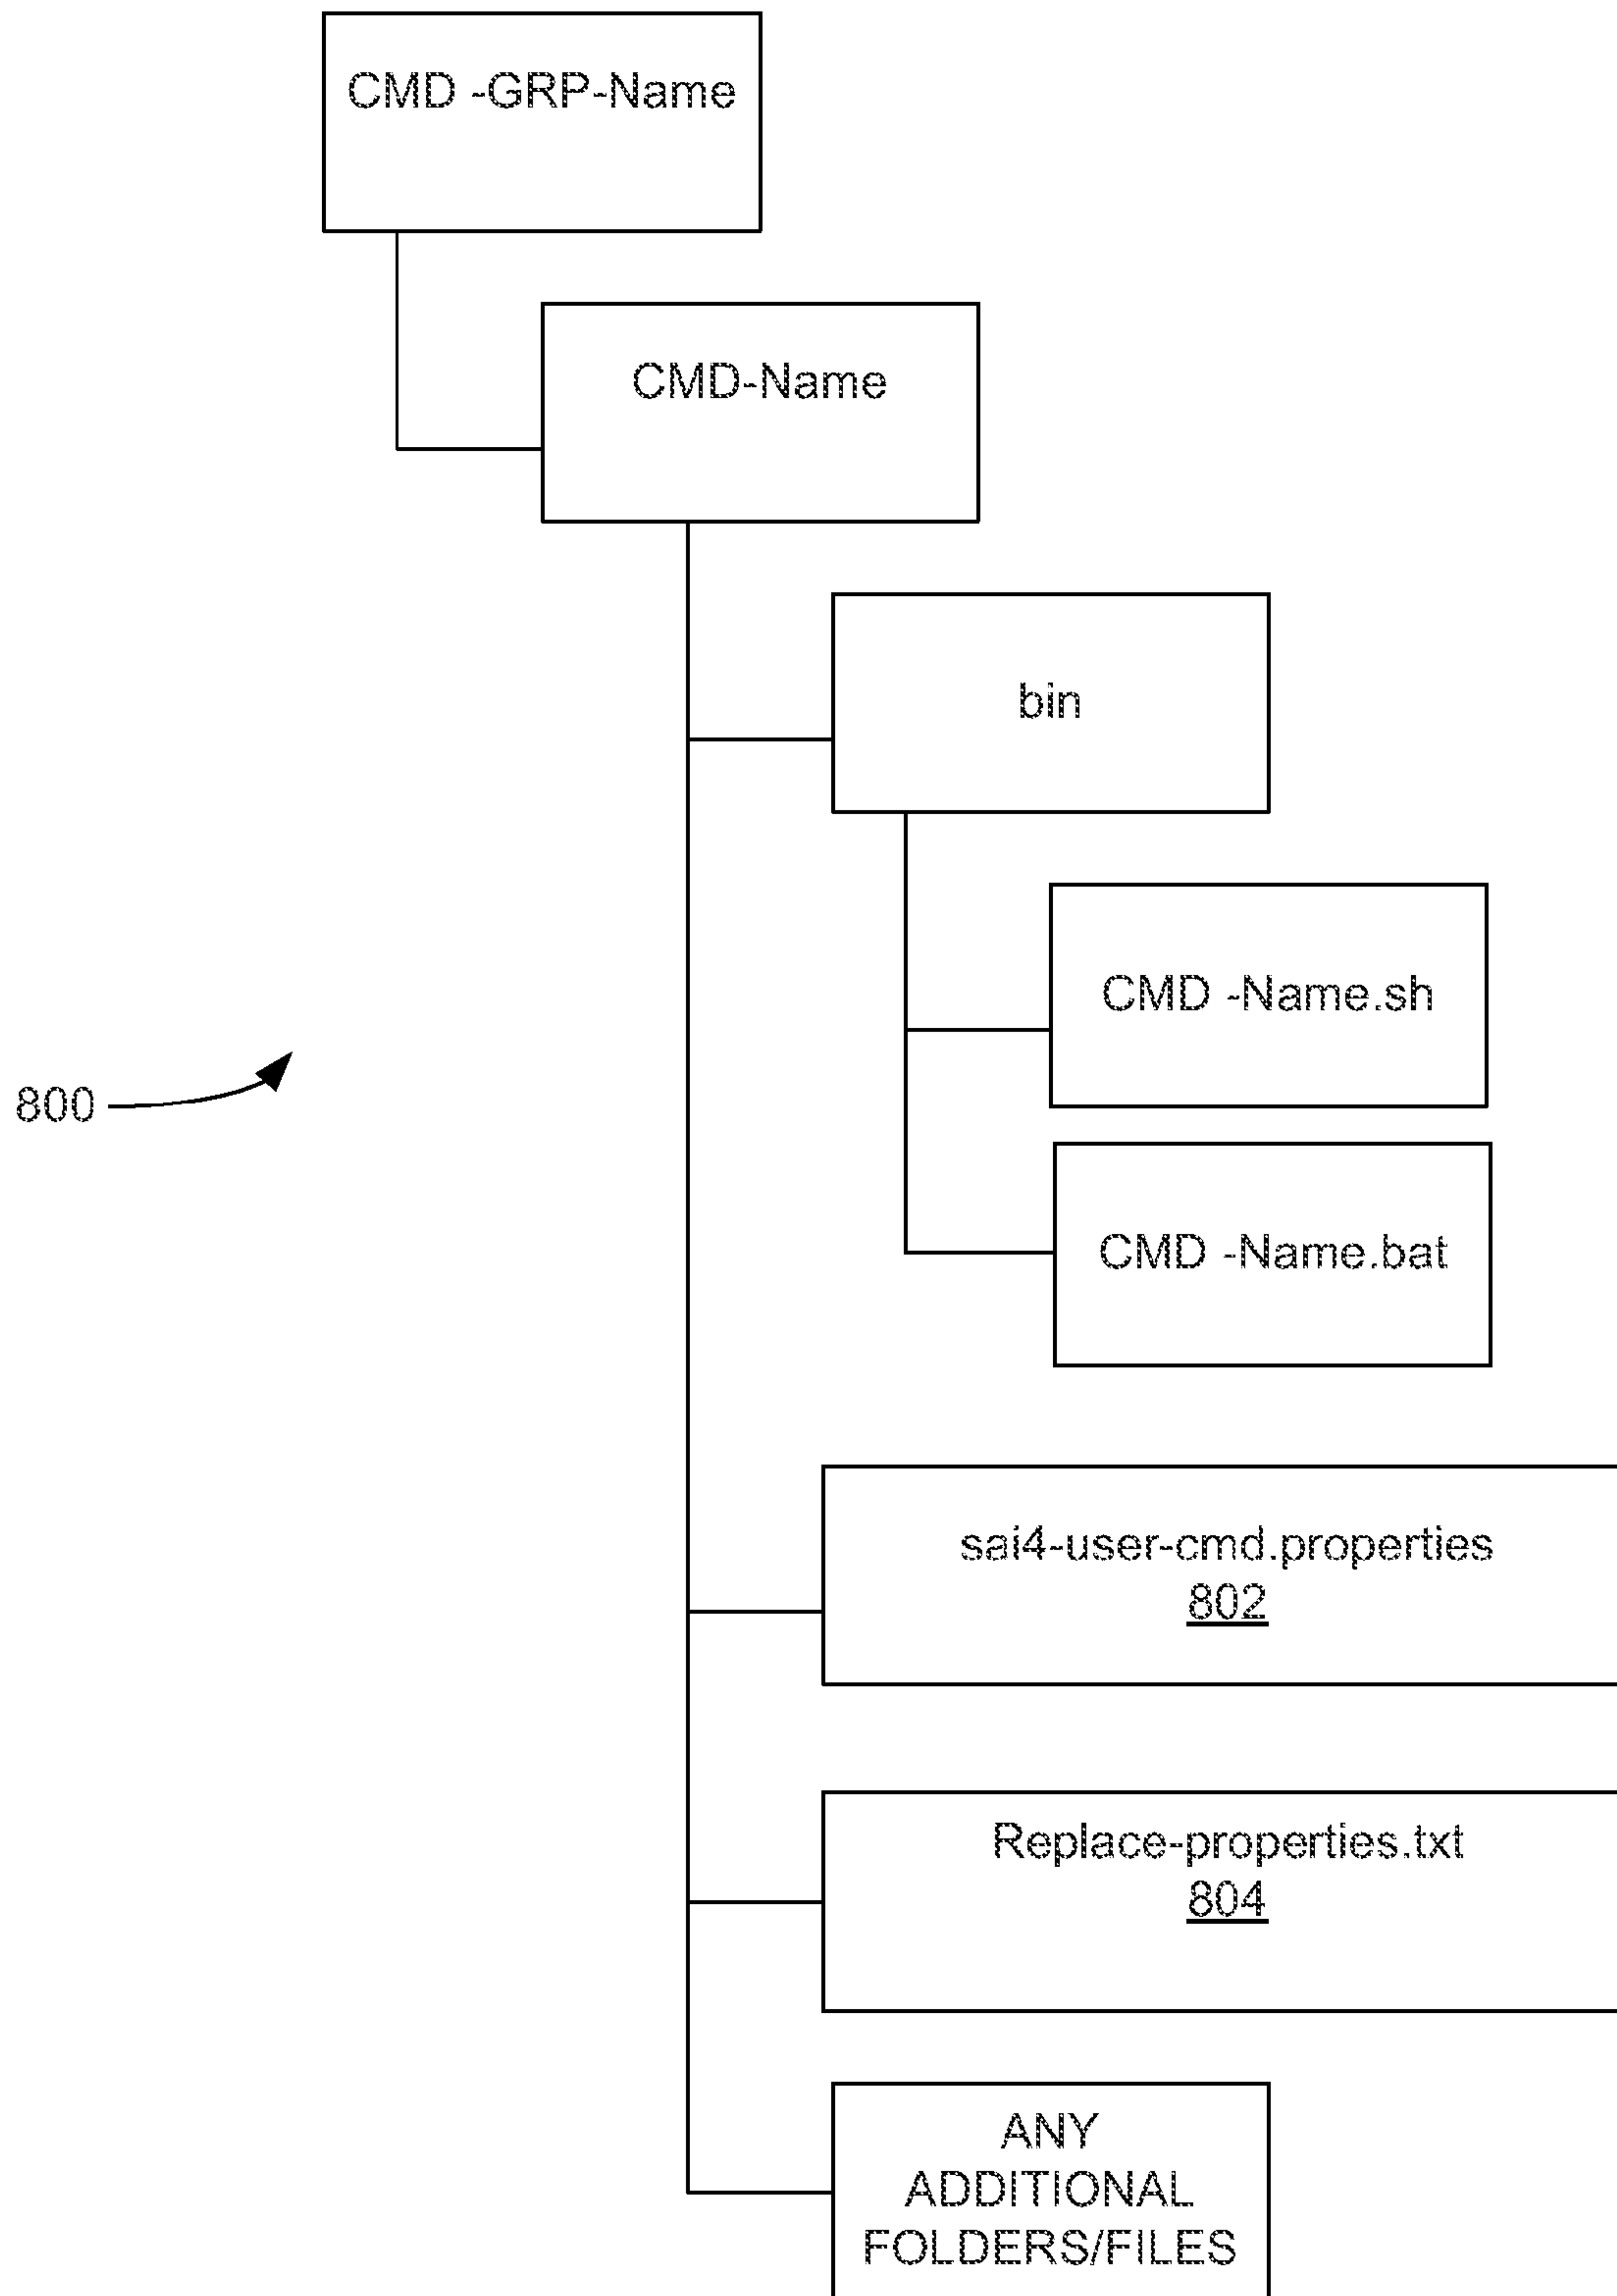 CMD -GRP-Name
CMD-Name
bin
CMD -Name.sh
800
CMD -Name.bat
sai4-user-cmd.properties
802
Replace-properties.txt
804
ANY
ADDITIONAL
FOLDERS/FILES